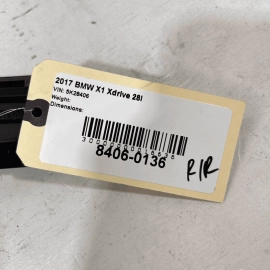 2017 BMW X1 Xdrive 28I
VIN: 5K28406
Weight:
Dimensions:
8406-0136
R/R